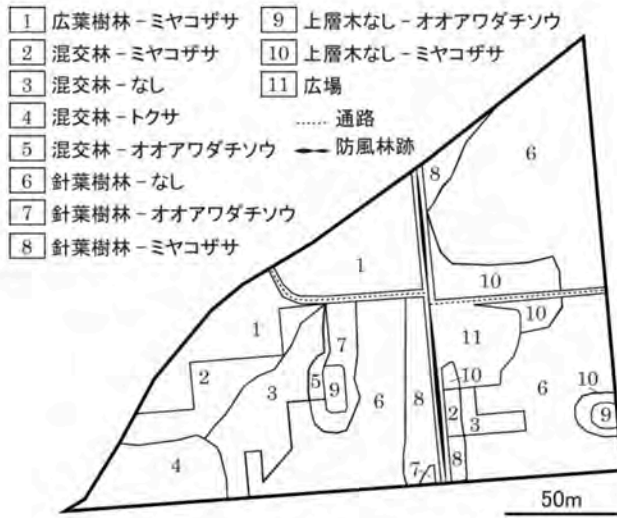 1 広葉樹林－ミヤコザサ
2 混交林－ミヤコザサ
3 混交林－なし
4 混交林－トクサ
5 混交林－オオアワダチソウ
6 針葉樹林－なし
7 針葉樹林－オオアワダチソウ
8 針葉樹林－ミヤコザサ
9 上層木なし－オオアワダチソウ
10 上層木なし－ミヤコザサ
11 広場
通路
防風林跡
6
8
1
10
10
1
7
11
2
5
9
3
6
8
10
6
10
2
3
9
4
7
8
50m